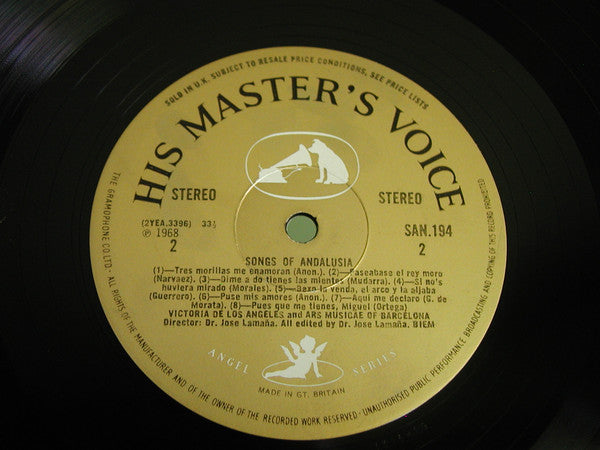 SOLD IN U.K. SUBJECT TO RESALE PRICE CONDITIONS, SEE PRICE LISTS
HIS MASTER'S VOICE
STEREO
STEREO
(2YEA.3396) 33⅓
℗ 1968
SAN.194
2
2
SONGS OF ANDALUSIA
(1)—Tres morillas me enamoran (Anon.). (2)—Paseabase el rey moro
(Narvaez). (3)—Dime a do tienes las mientes (Mudarra). (4)—Si no's
huviera mirado (Morales). (5)—Dexo la venda, el arco y la aljaba
(Guerrero). (6)—Puse mis amores (Anon.). (7)—Aqui me declaro (G. de
Morata). (8)—Pues que me tienes, Miguel (Ortega)
VICTORIA DE LOS ANGELES and ARS MUSICAE OF BARCELONA
Director: Dr. Jose Lamaña. All edited by Dr. Jose Lamaña. BIEM
ANGEL SERIES
MADE IN GT. BRITAIN
THE GRAMOPHONE CO. LTD. · ALL RIGHTS OF THE MANUFACTURER AND OF THE OWNER OF THE RECORDED WORK RESERVED · UNAUTHORISED PUBLIC PERFORMANCE BROADCASTING AND COPYING OF THIS RECORD PROHIBITED